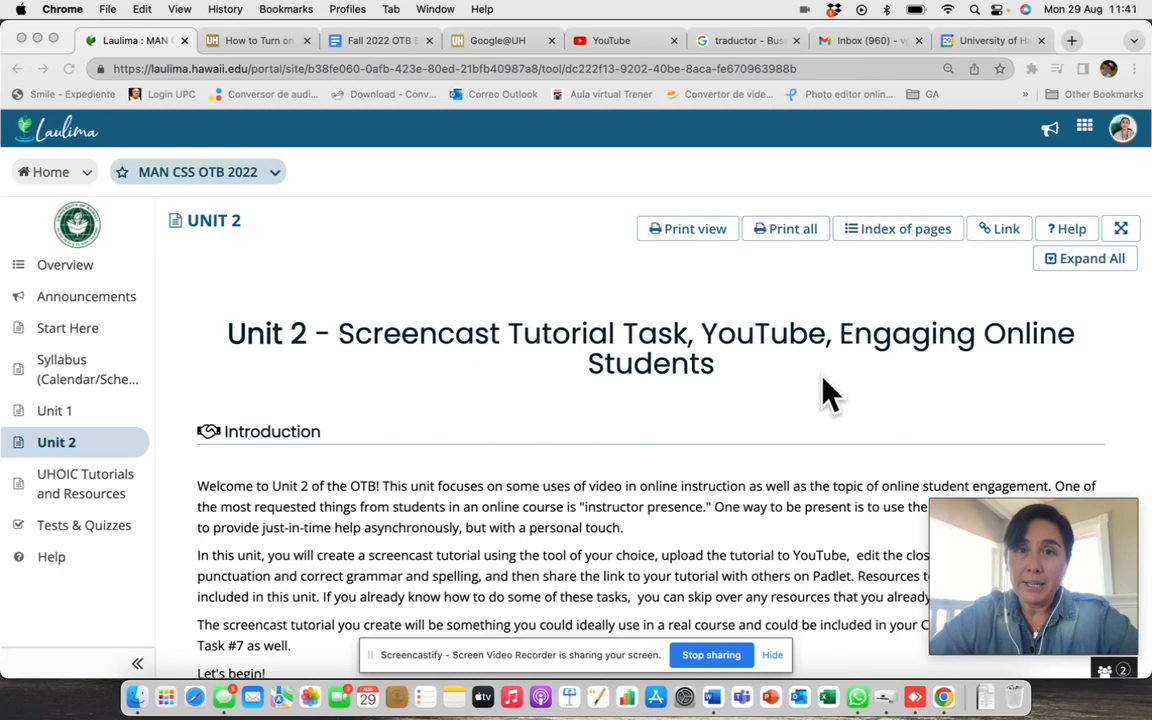 Chrome File Edit View History Bookmarks Profiles Tab Window Help Mon 29 Aug 11:41
Laulima : MAN C How to Turn on Fall 2022 OTB E Google@UH YouTube traductor - Bus Inbox (960) - vp University of Ha
https://laulima.hawaii.edu/portal/site/b38fe060-0afb-423e-80ed-21bfb40987a8/tool/dc222f13-9202-40be-8aca-fe670963988b
Smile - Expediente Login UPC Conversor de audi... Download - Conv... Correo Outlook Aula virtual Trener Convertor de vide... Photo editor onlin... GA » Other Bookmarks
Laulima
Home MAN CSS OTB 2022
UNIT 2
Print view Print all Index of pages Link ? Help
Expand All
Overview
Announcements
Start Here
Syllabus
(Calendar/Sche...
Unit 1
Unit 2
UHOIC Tutorials
and Resources
Tests & Quizzes
Help
Unit 2 - Screencast Tutorial Task, YouTube, Engaging Online
Students
Introduction
Welcome to Unit 2 of the OTB! This unit focuses on some uses of video in online instruction as well as the topic of online student engagement. One of
the most requested things from students in an online course is "instructor presence." One way to be present is to use the
to provide just-in-time help asynchronously, but with a personal touch.
In this unit, you will create a screencast tutorial using the tool of your choice, upload the tutorial to YouTube, edit the clos
punctuation and correct grammar and spelling, and then share the link to your tutorial with others on Padlet. Resources t
included in this unit. If you already know how to do some of these tasks, you can skip over any resources that you already
The screencast tutorial you create will be something you could ideally use in a real course and could be included in your C
Task #7 as well.
Let's begin!
Screencastify - Screen Video Recorder is sharing your screen. Stop sharing Hide
2